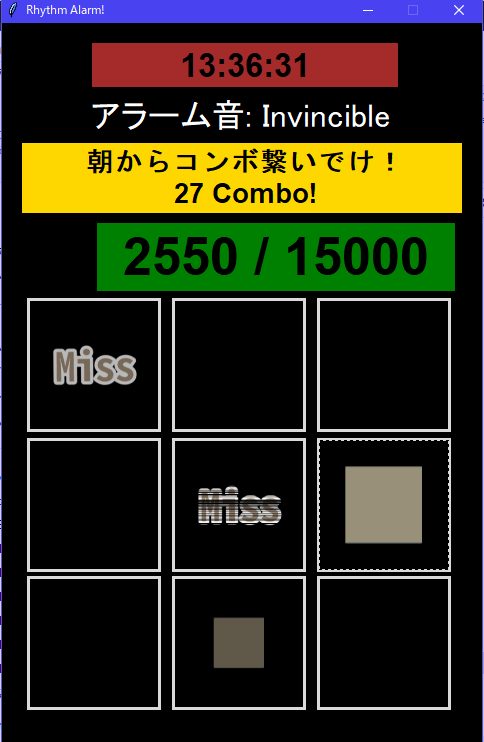 Rhythm Alarm!
13:36:31
アラーム音: Invincible
朝からコンボ繋いでけ！
27 Combo!
2550 / 15000
Miss
Miss